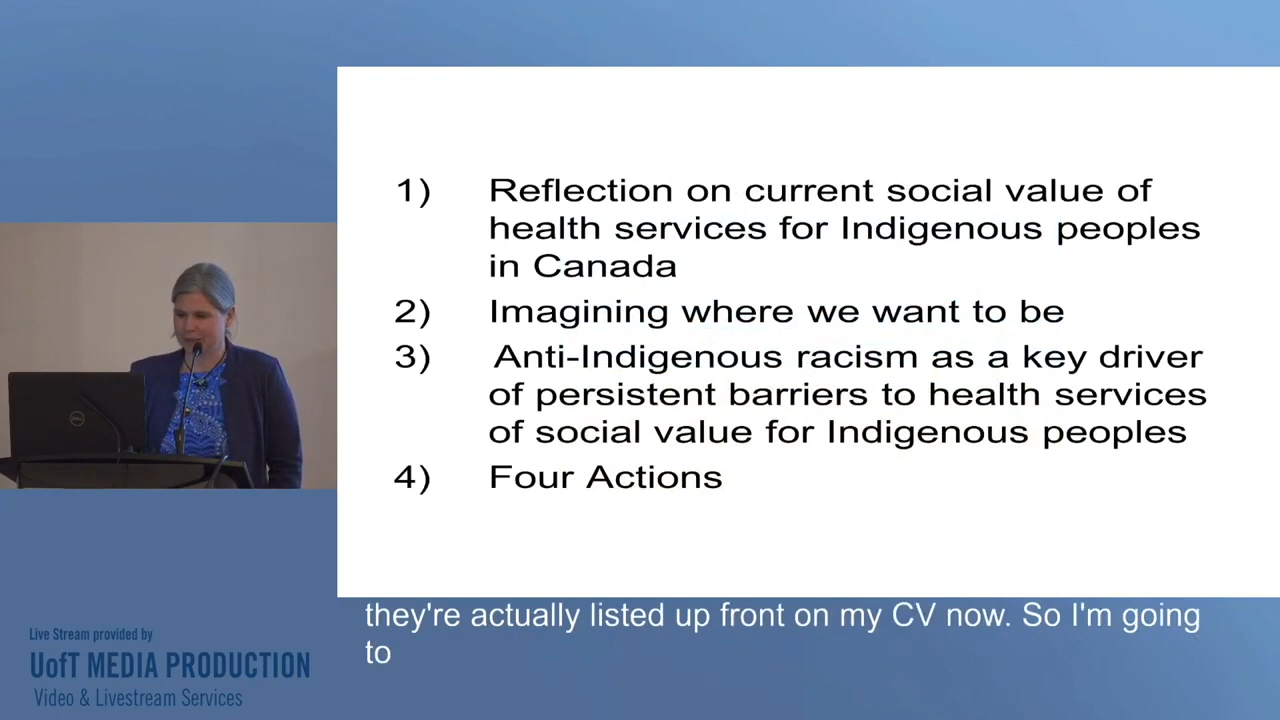 1) Reflection on current social value of
health services for Indigenous peoples
in Canada
2) Imagining where we want to be
3) Anti-Indigenous racism as a key driver
of persistent barriers to health services
of social value for Indigenous peoples
4) Four Actions
they're actually listed up front on my CV now. So I'm going
to
Live Stream provided by
UofT MEDIA PRODUCTION
Video & Livestream Services